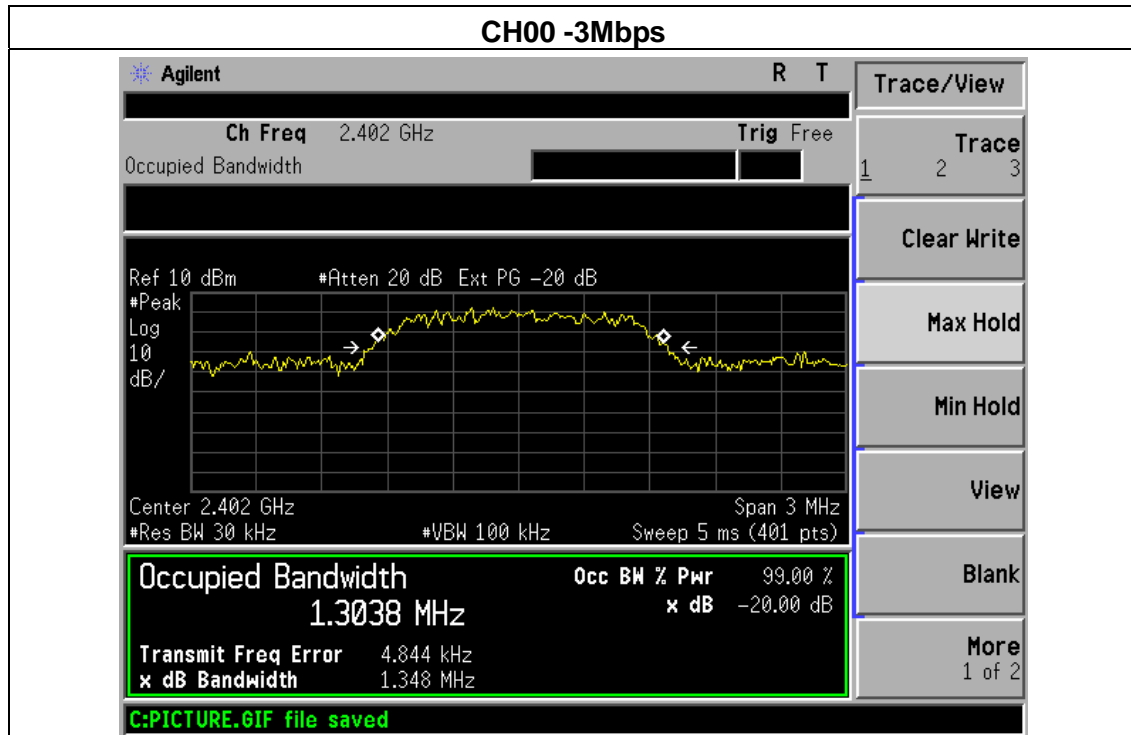 CH00 -3Mbps
Agilent R T
Ch Freq 2.402 GHz Trig Free
Occupied Bandwidth
Ref 10 dBm #Atten 20 dB Ext PG -20 dB
#Peak
Log
10
dB/
Center 2.402 GHz Span 3 MHz
#Res BW 30 kHz #VBW 100 kHz Sweep 5 ms (401 pts)
Occupied Bandwidth Occ BW % Pwr 99.00 %
1.3038 MHz x dB -20.00 dB
Transmit Freq Error 4.844 kHz
x dB Bandwidth 1.348 MHz
C:PICTURE.GIF file saved
Trace/View
Trace
1 2 3
Clear Write
Max Hold
Min Hold
View
Blank
More
1 of 2